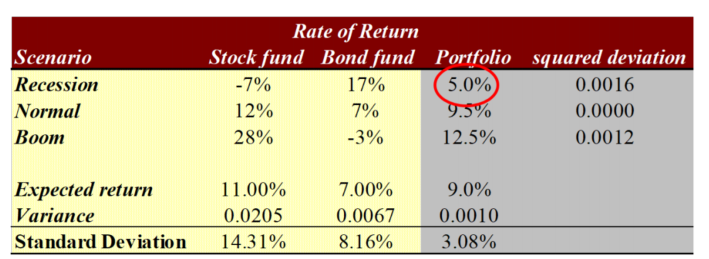 Rate of Return
Scenario Stock fund Bond fund Portfolio squared deviation
Recession -7% 17% 5.0% 0.0016
Normal 12% 7% 9.5% 0.0000
Boom 28% -3% 12.5% 0.0012
Expected return 11.00% 7.00% 9.0%
Variance 0.0205 0.0067 0.0010
Standard Deviation 14.31% 8.16% 3.08%